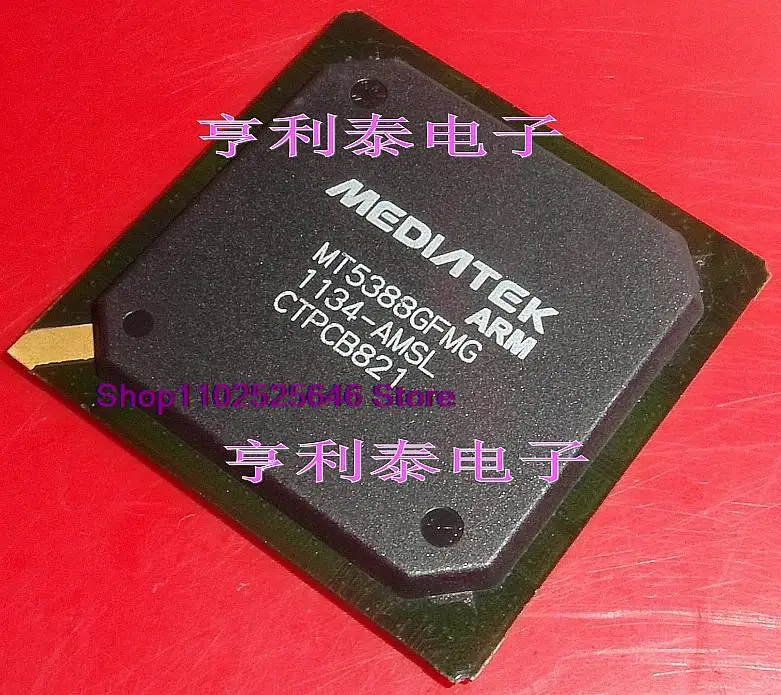 亨利泰电子
MEDIATEK
ARM
MT5388GFMG
1134-AMSL
CTPCB821
Shop1102525646 Store
亨利泰电子